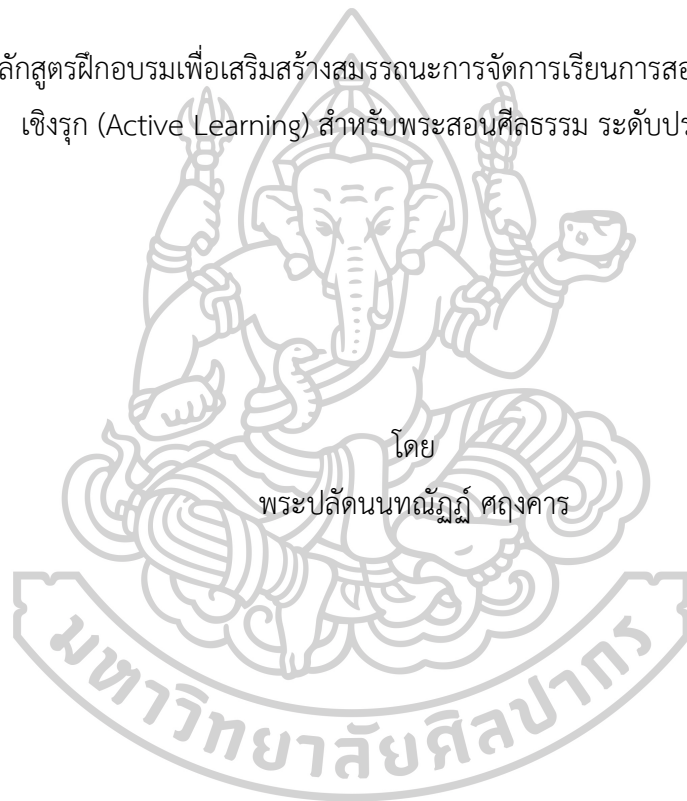 ลักสูตรฝึกอบรมเพื่อเสริมสร้างสมรรถนะการจัดการเรียนการสอ
เชิงรุก (Active Learning) สำหรับพระสอนศีลธรรม ระดับปร
โดย
พระปลัดนนทณัฏฏ์ ศฤงคาร
มหาวิทยาลัยศิลปากร